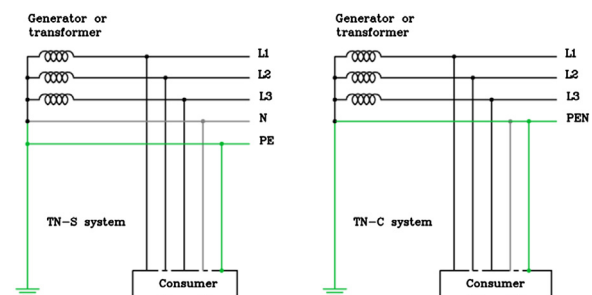 Generator or
transformer
L1
L2
L3
N
PE
TN-S system
Consumer
Generator or
transformer
L1
L2
L3
PEN
TN-C system
Consumer